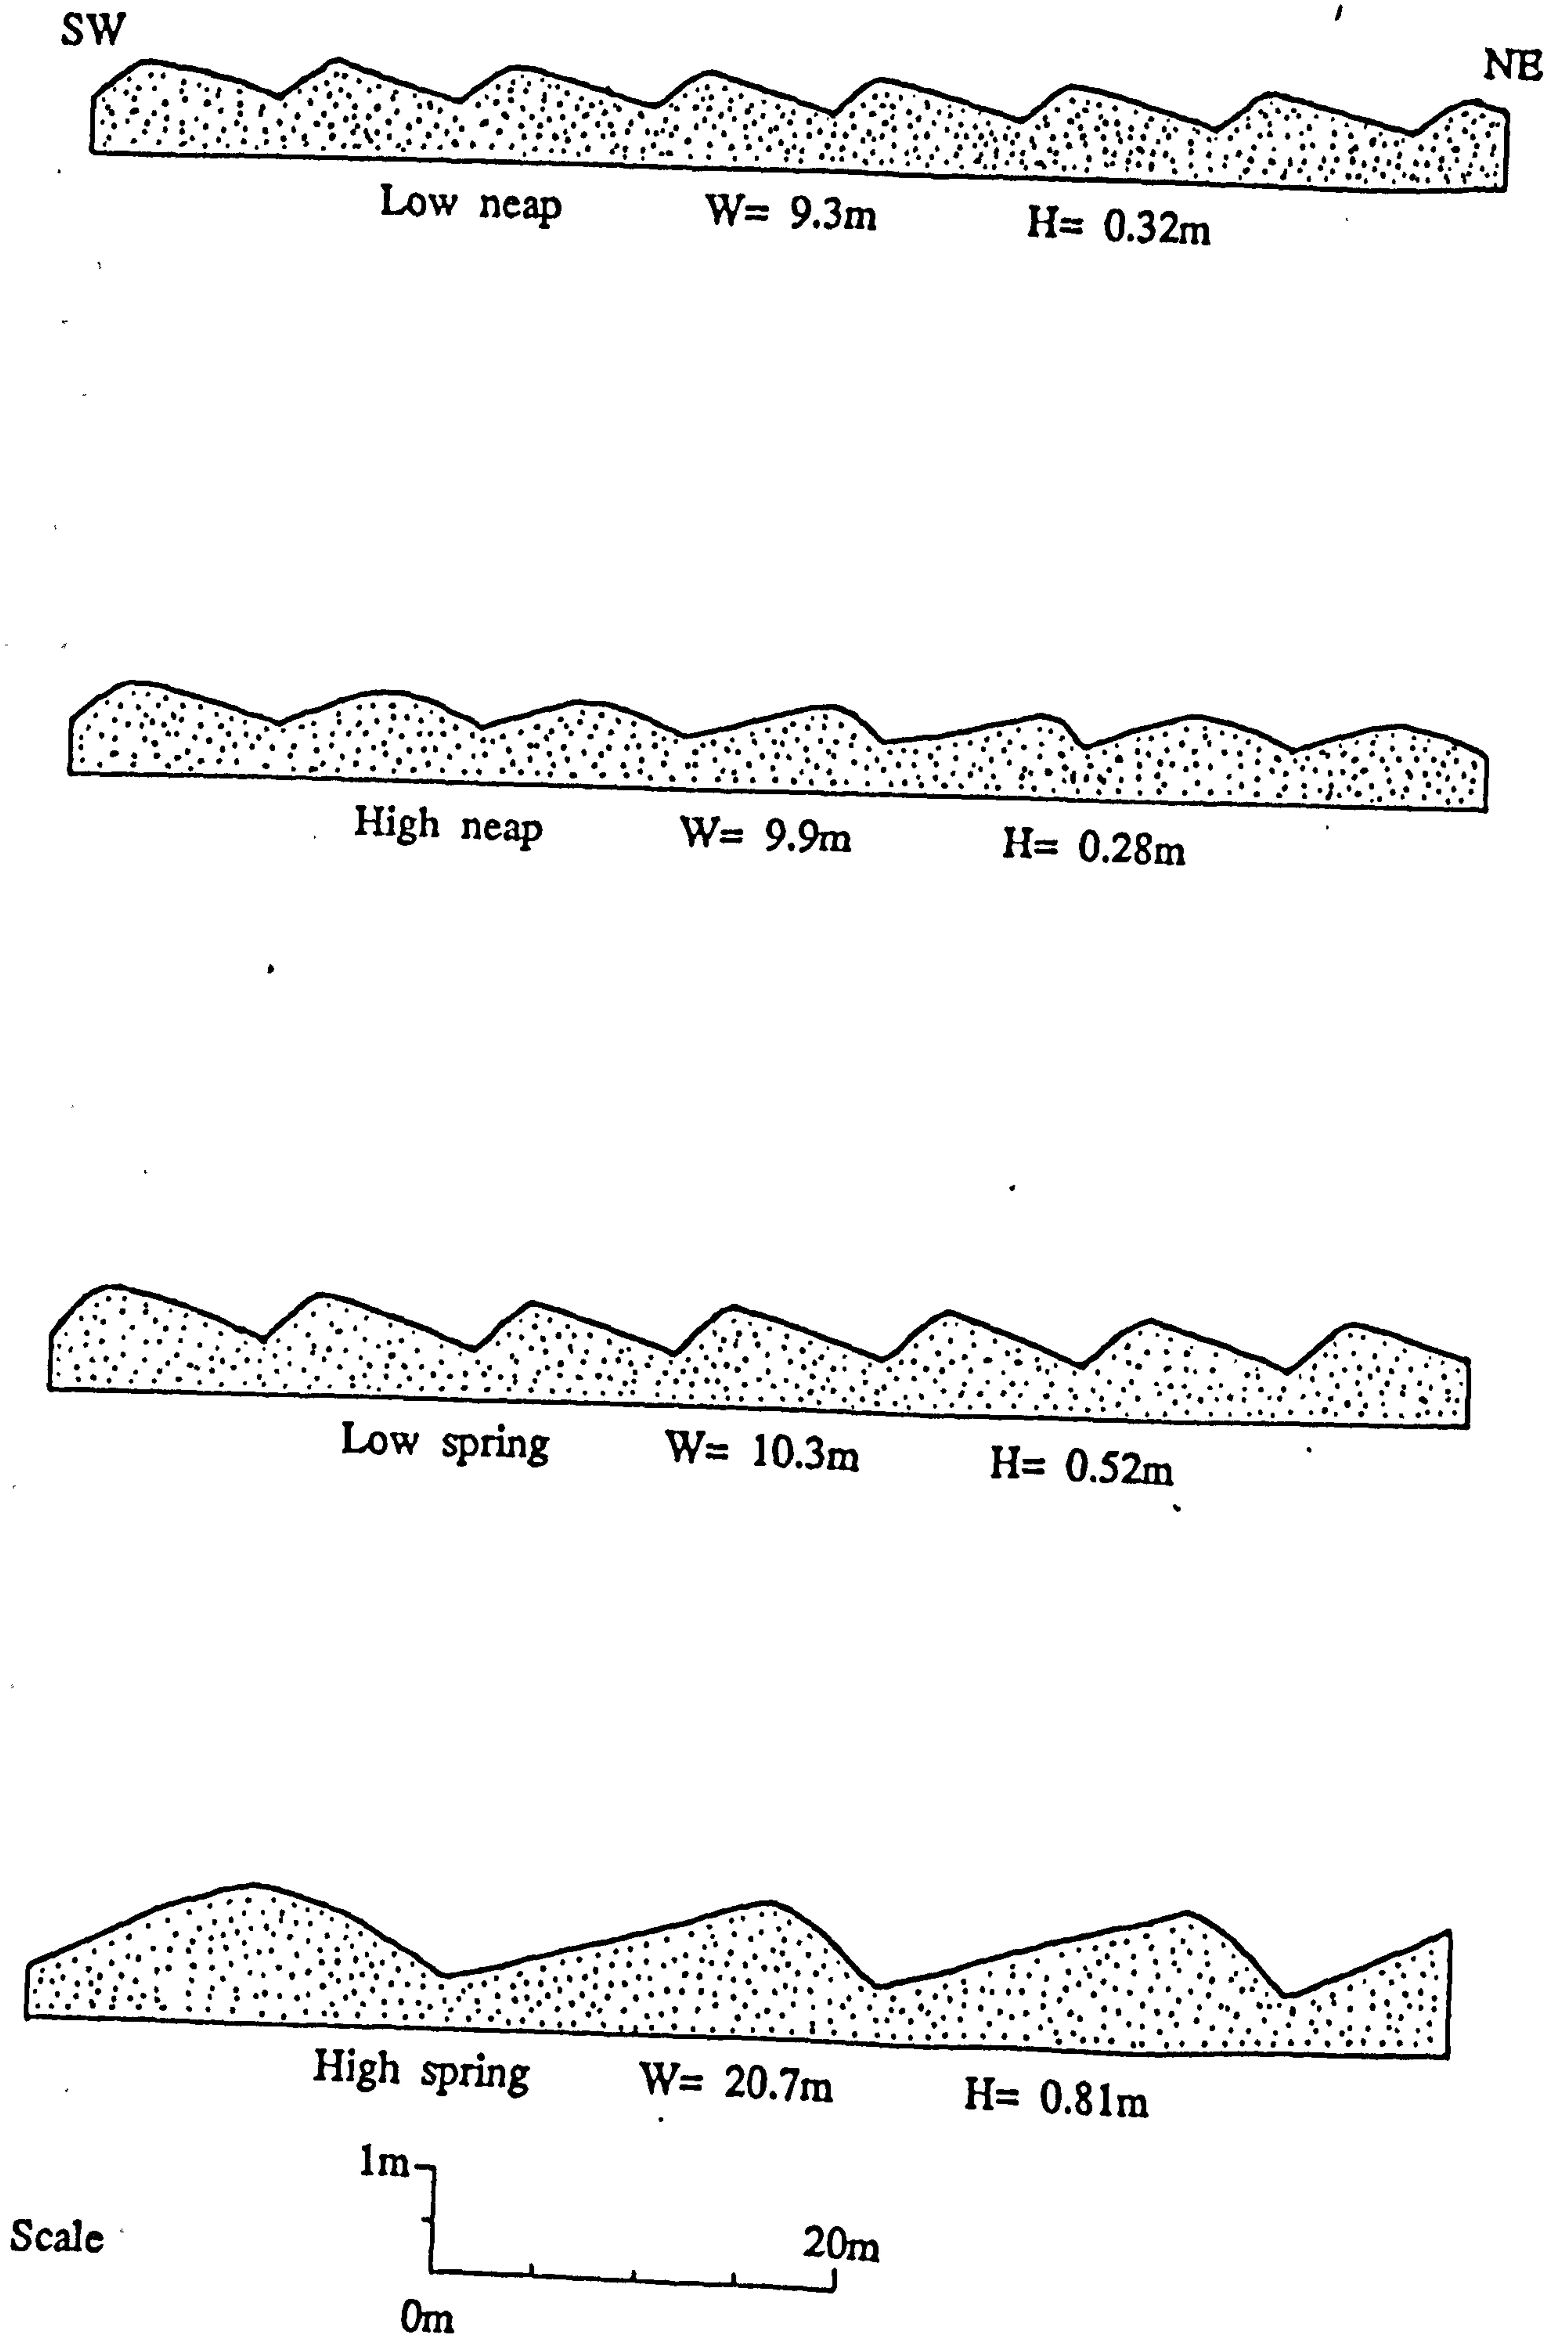 SW
NE
Low neap W= 9.3m H= 0.32m
High neap W= 9.9m H= 0.28m
Low spring W= 10.3m H= 0.52m
High spring W= 20.7m H= 0.81m
1m
Scale
20m
0m